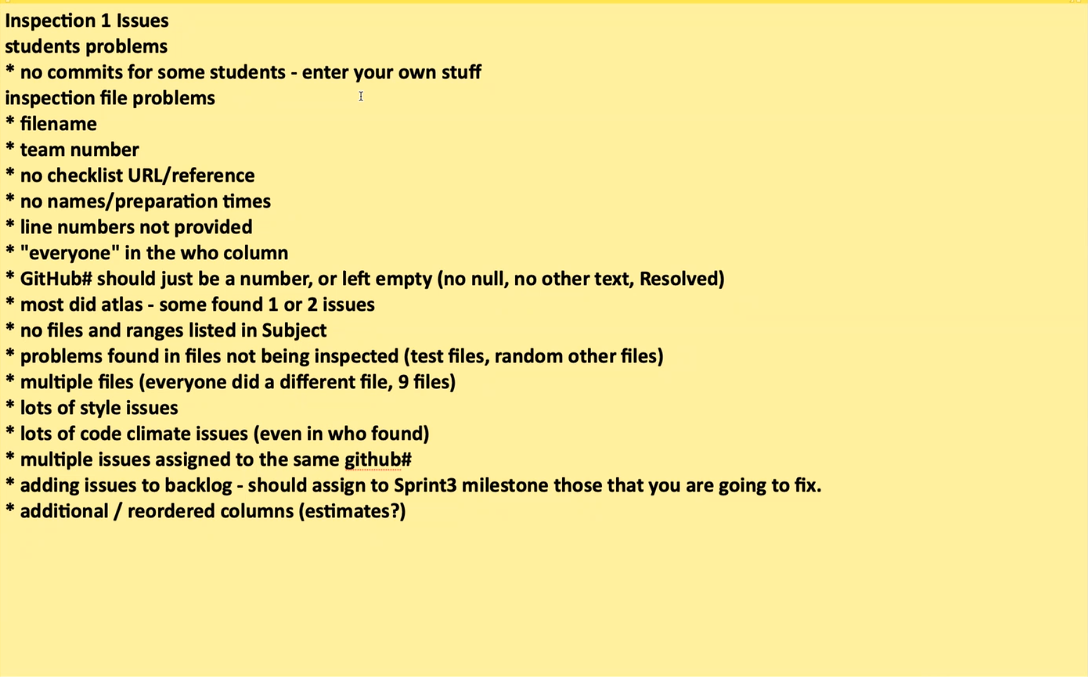 Inspection 1 Issues
students problems
* no commits for some students - enter your own stuff
inspection file problems
* filename
* team number
* no checklist URL/reference
* no names/preparation times
* line numbers not provided
* "everyone" in the who column
* GitHub# should just be a number, or left empty (no null, no other text, Resolved)
* most did atlas - some found 1 or 2 issues
* no files and ranges listed in Subject
* problems found in files not being inspected (test files, random other files)
* multiple files (everyone did a different file, 9 files)
* lots of style issues
* lots of code climate issues (even in who found)
* multiple issues assigned to the same github#
* adding issues to backlog - should assign to Sprint3 milestone those that you are going to fix.
* additional / reordered columns (estimates?)